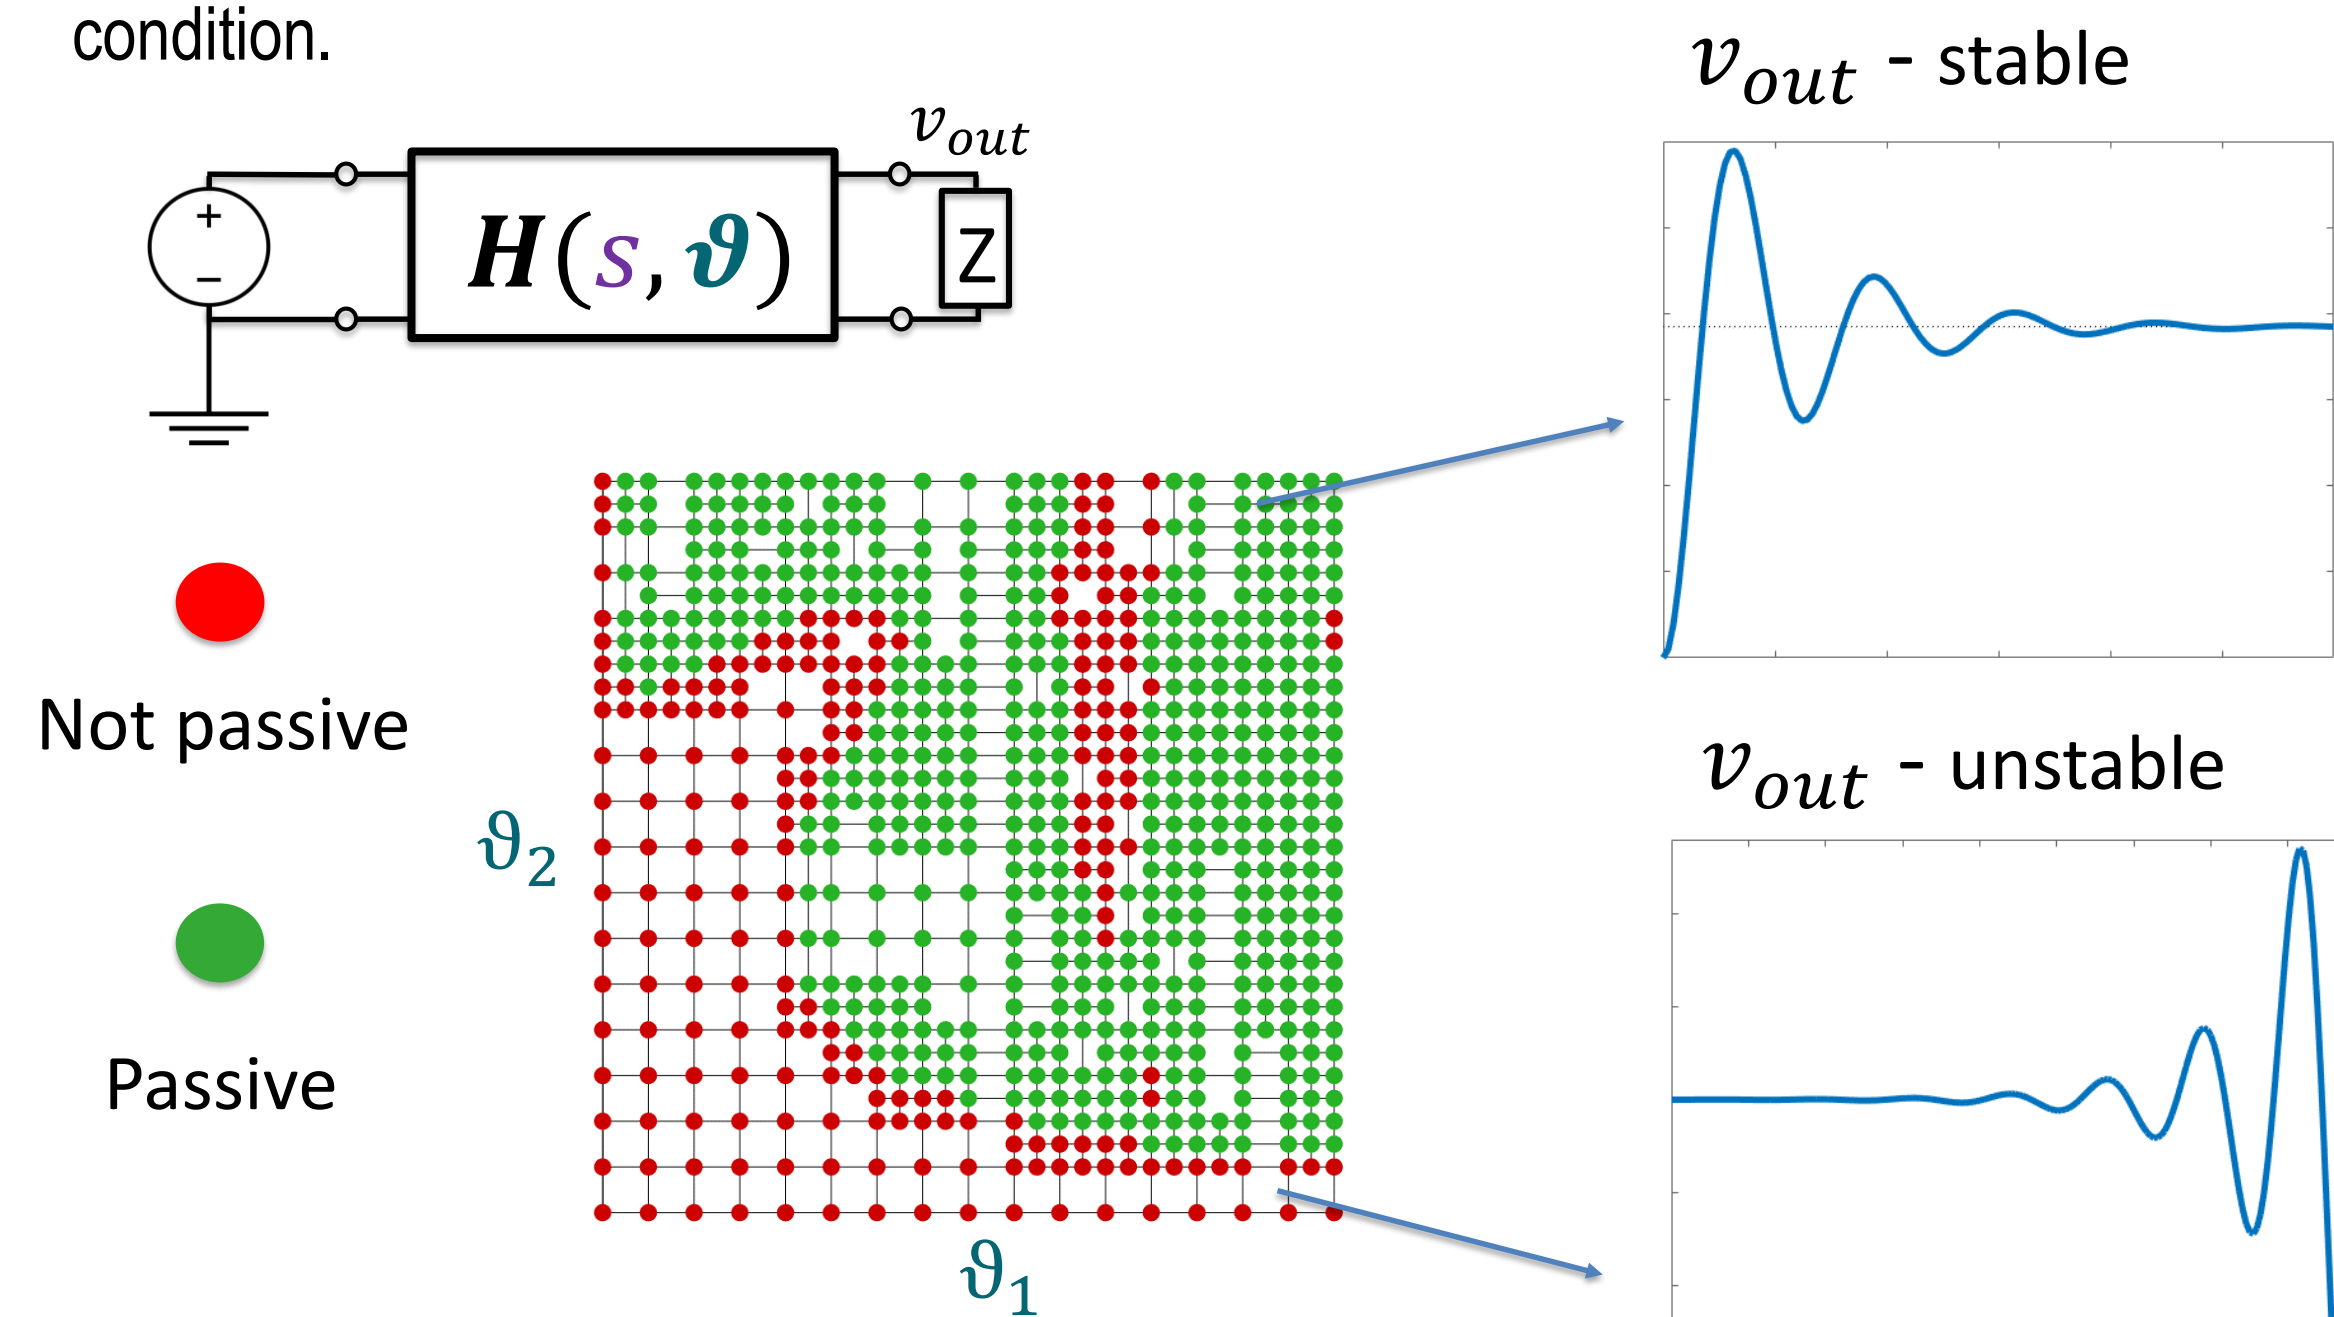 condition.
v_out - stable
v_out
+
−
H(s, ϑ)
Z
Not passive
v_out - unstable
ϑ_2
Passive
ϑ_1